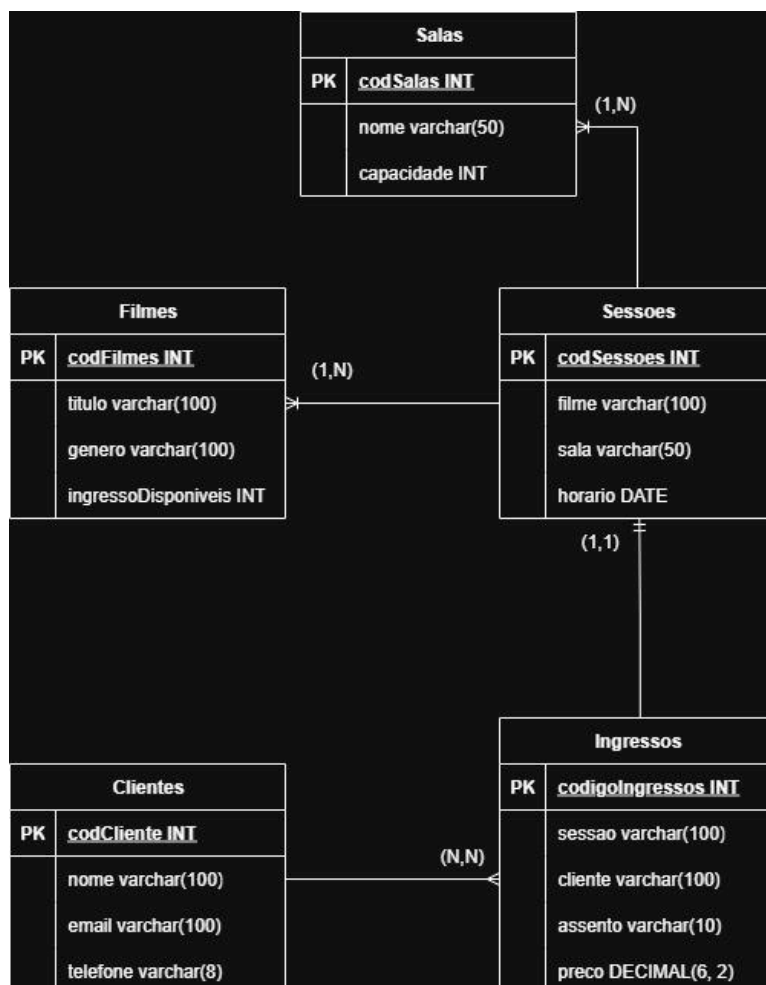 Salas
PK codSalas INT
(1,N)
nome varchar(50)
capacidade INT
Filmes
PK codFilmes INT
(1,N)
titulo varchar(100)
genero varchar(100)
ingressoDisponiveis INT
Sessoes
PK codSessoes INT
filme varchar(100)
sala varchar(50)
horario DATE
(1,1)
Ingressos
PK codigoIngressos INT
sessao varchar(100)
cliente varchar(100)
assento varchar(10)
preco DECIMAL(6, 2)
Clientes
PK codCliente INT
(N,N)
nome varchar(100)
email varchar(100)
telefone varchar(8)